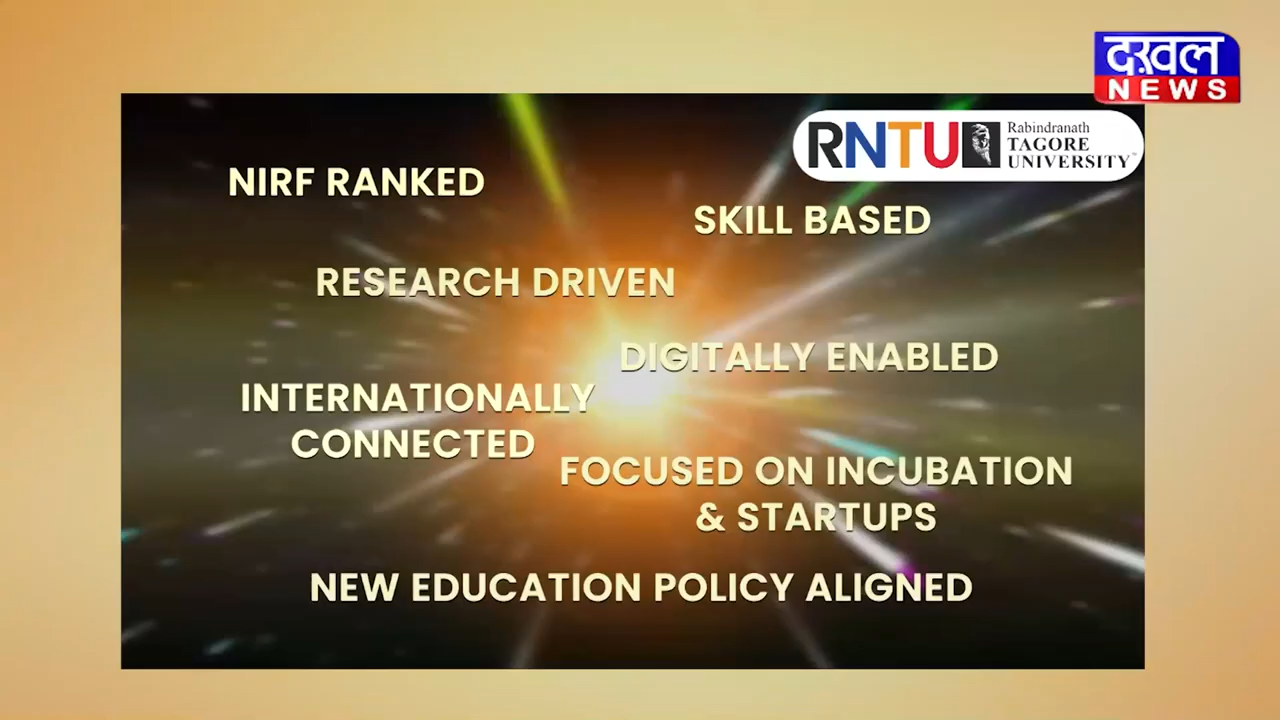 दख़ल
NEWS
RNTU
Rabindranath
TAGORE
UNIVERSITY™
NIRF RANKED
SKILL BASED
RESEARCH DRIVEN
DIGITALLY ENABLED
INTERNATIONALLY
CONNECTED
FOCUSED ON INCUBATION
& STARTUPS
NEW EDUCATION POLICY ALIGNED